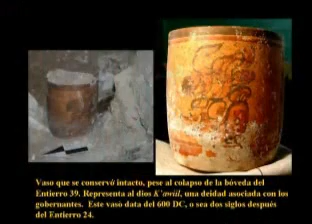 Vaso que se conservó intacto, pese al colapso de la bóveda del
Entierro 39. Representa al dios K'awiil, una deidad asociada con los
gobernantes. Este vaso data del 600 DC, o sea dos siglos después
del Entierro 24.